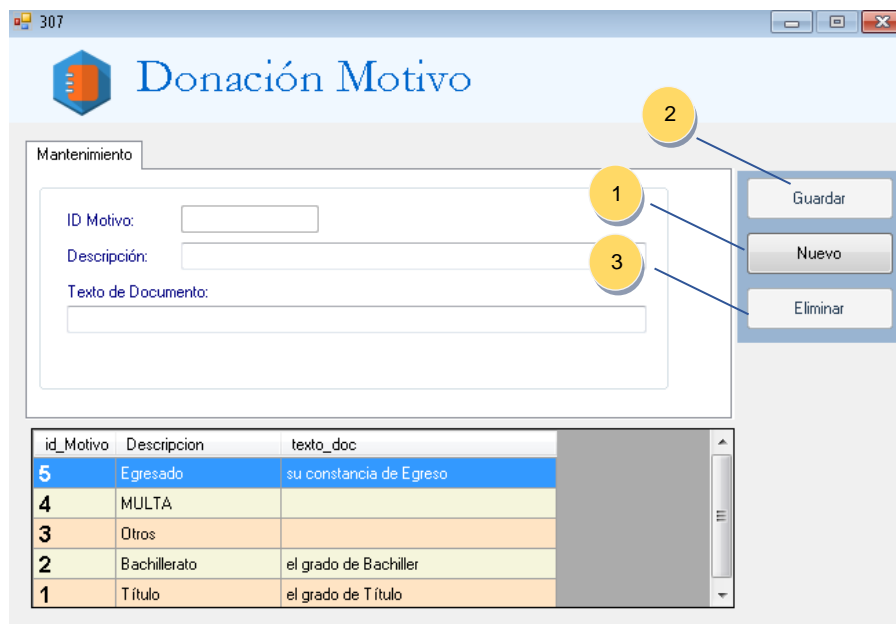 307
Donación Motivo
2
Mantenimiento
1
Guardar
ID Motivo:
Nuevo
Descripción:
3
Texto de Documento:
Eliminar
id_Motivo Descripcion texto_doc
5 Egresado su constancia de Egreso
4 MULTA
3 Otros
2 Bachillerato el grado de Bachiller
1 Título el grado de Título